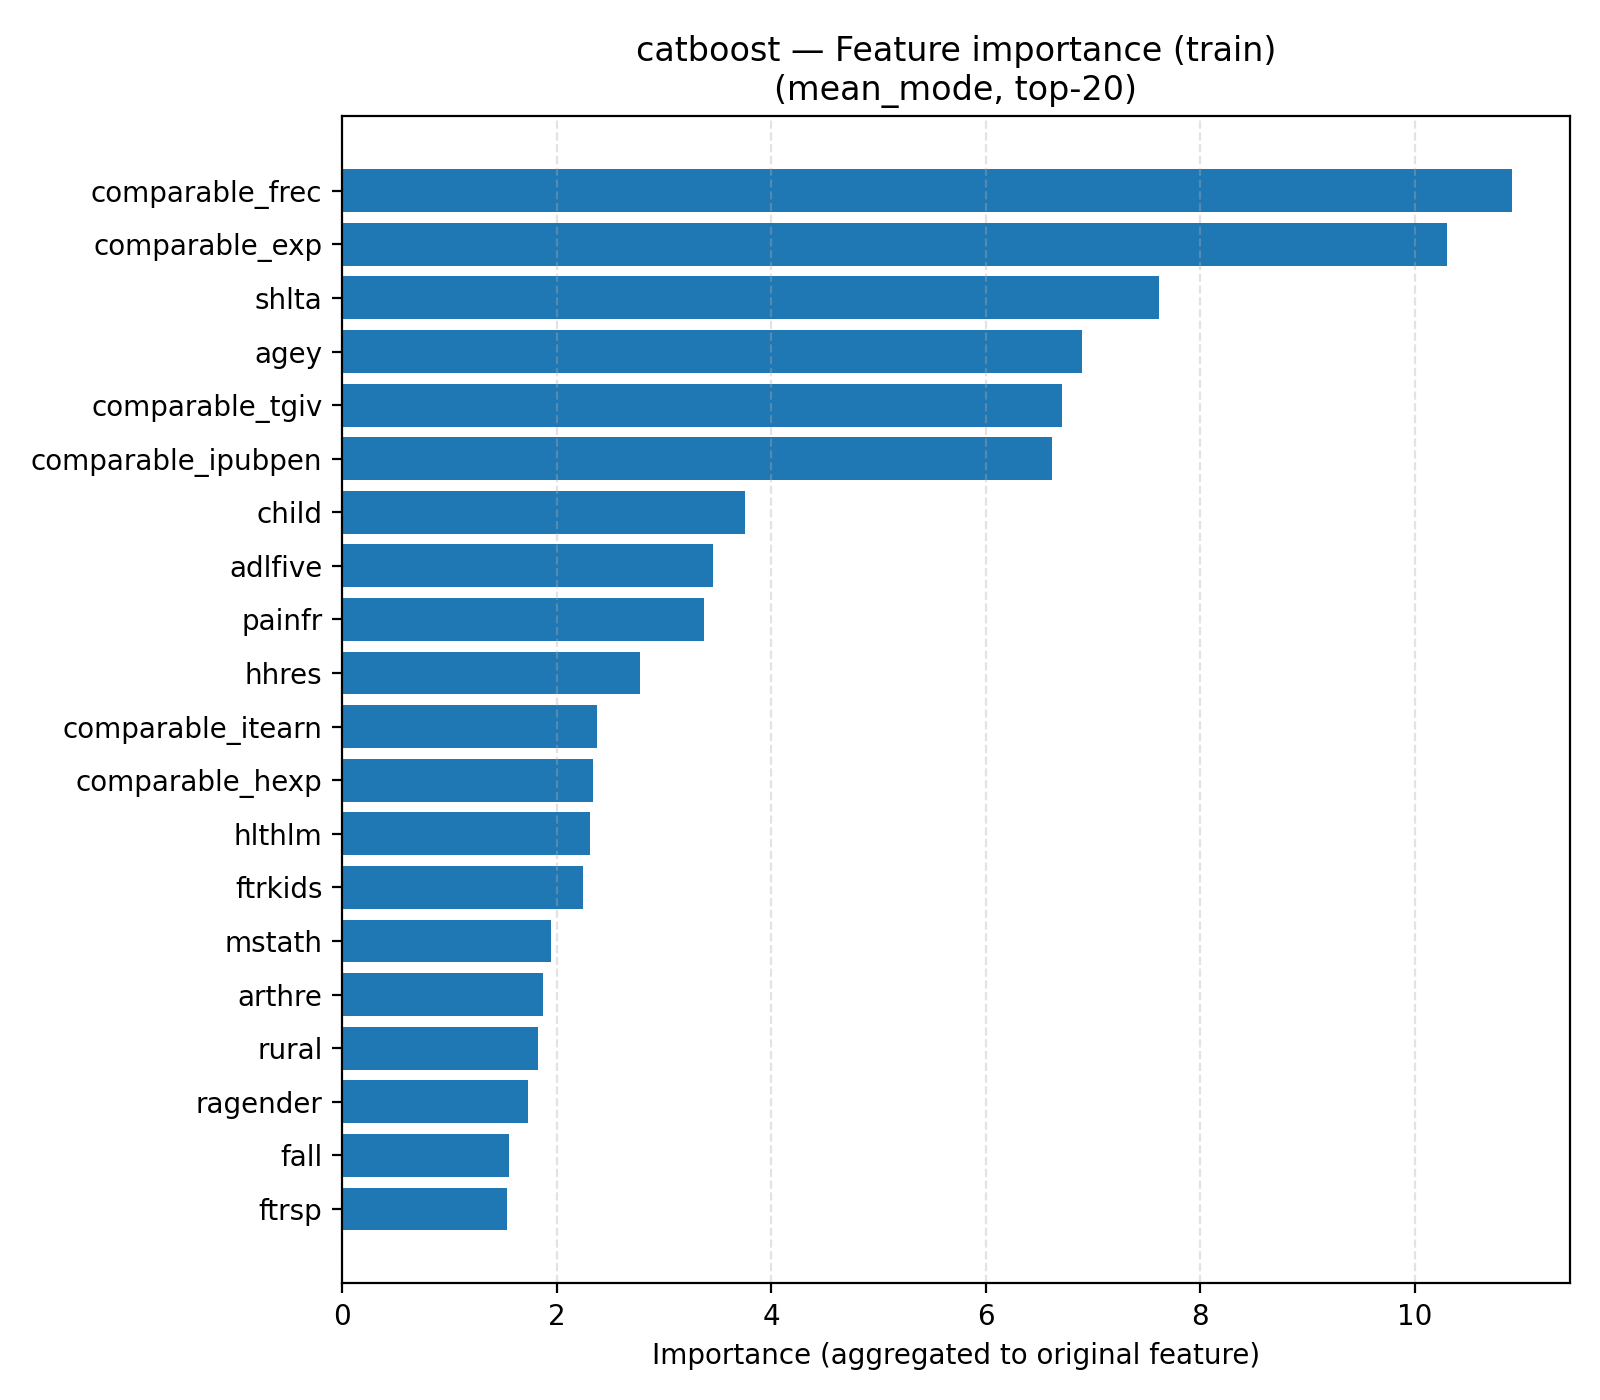 catboost — Feature importance (train)
(mean_mode, top-20)
comparable_frec
comparable_exp
shlta
agey
comparable_tgiv
comparable_ipubpen
child
adlfive
painfr
hhres
comparable_itearn
comparable_hexp
hlthlm
ftrkids
mstath
arthre
rural
ragender
fall
ftrsp
0 2 4 6 8 10
Importance (aggregated to original feature)